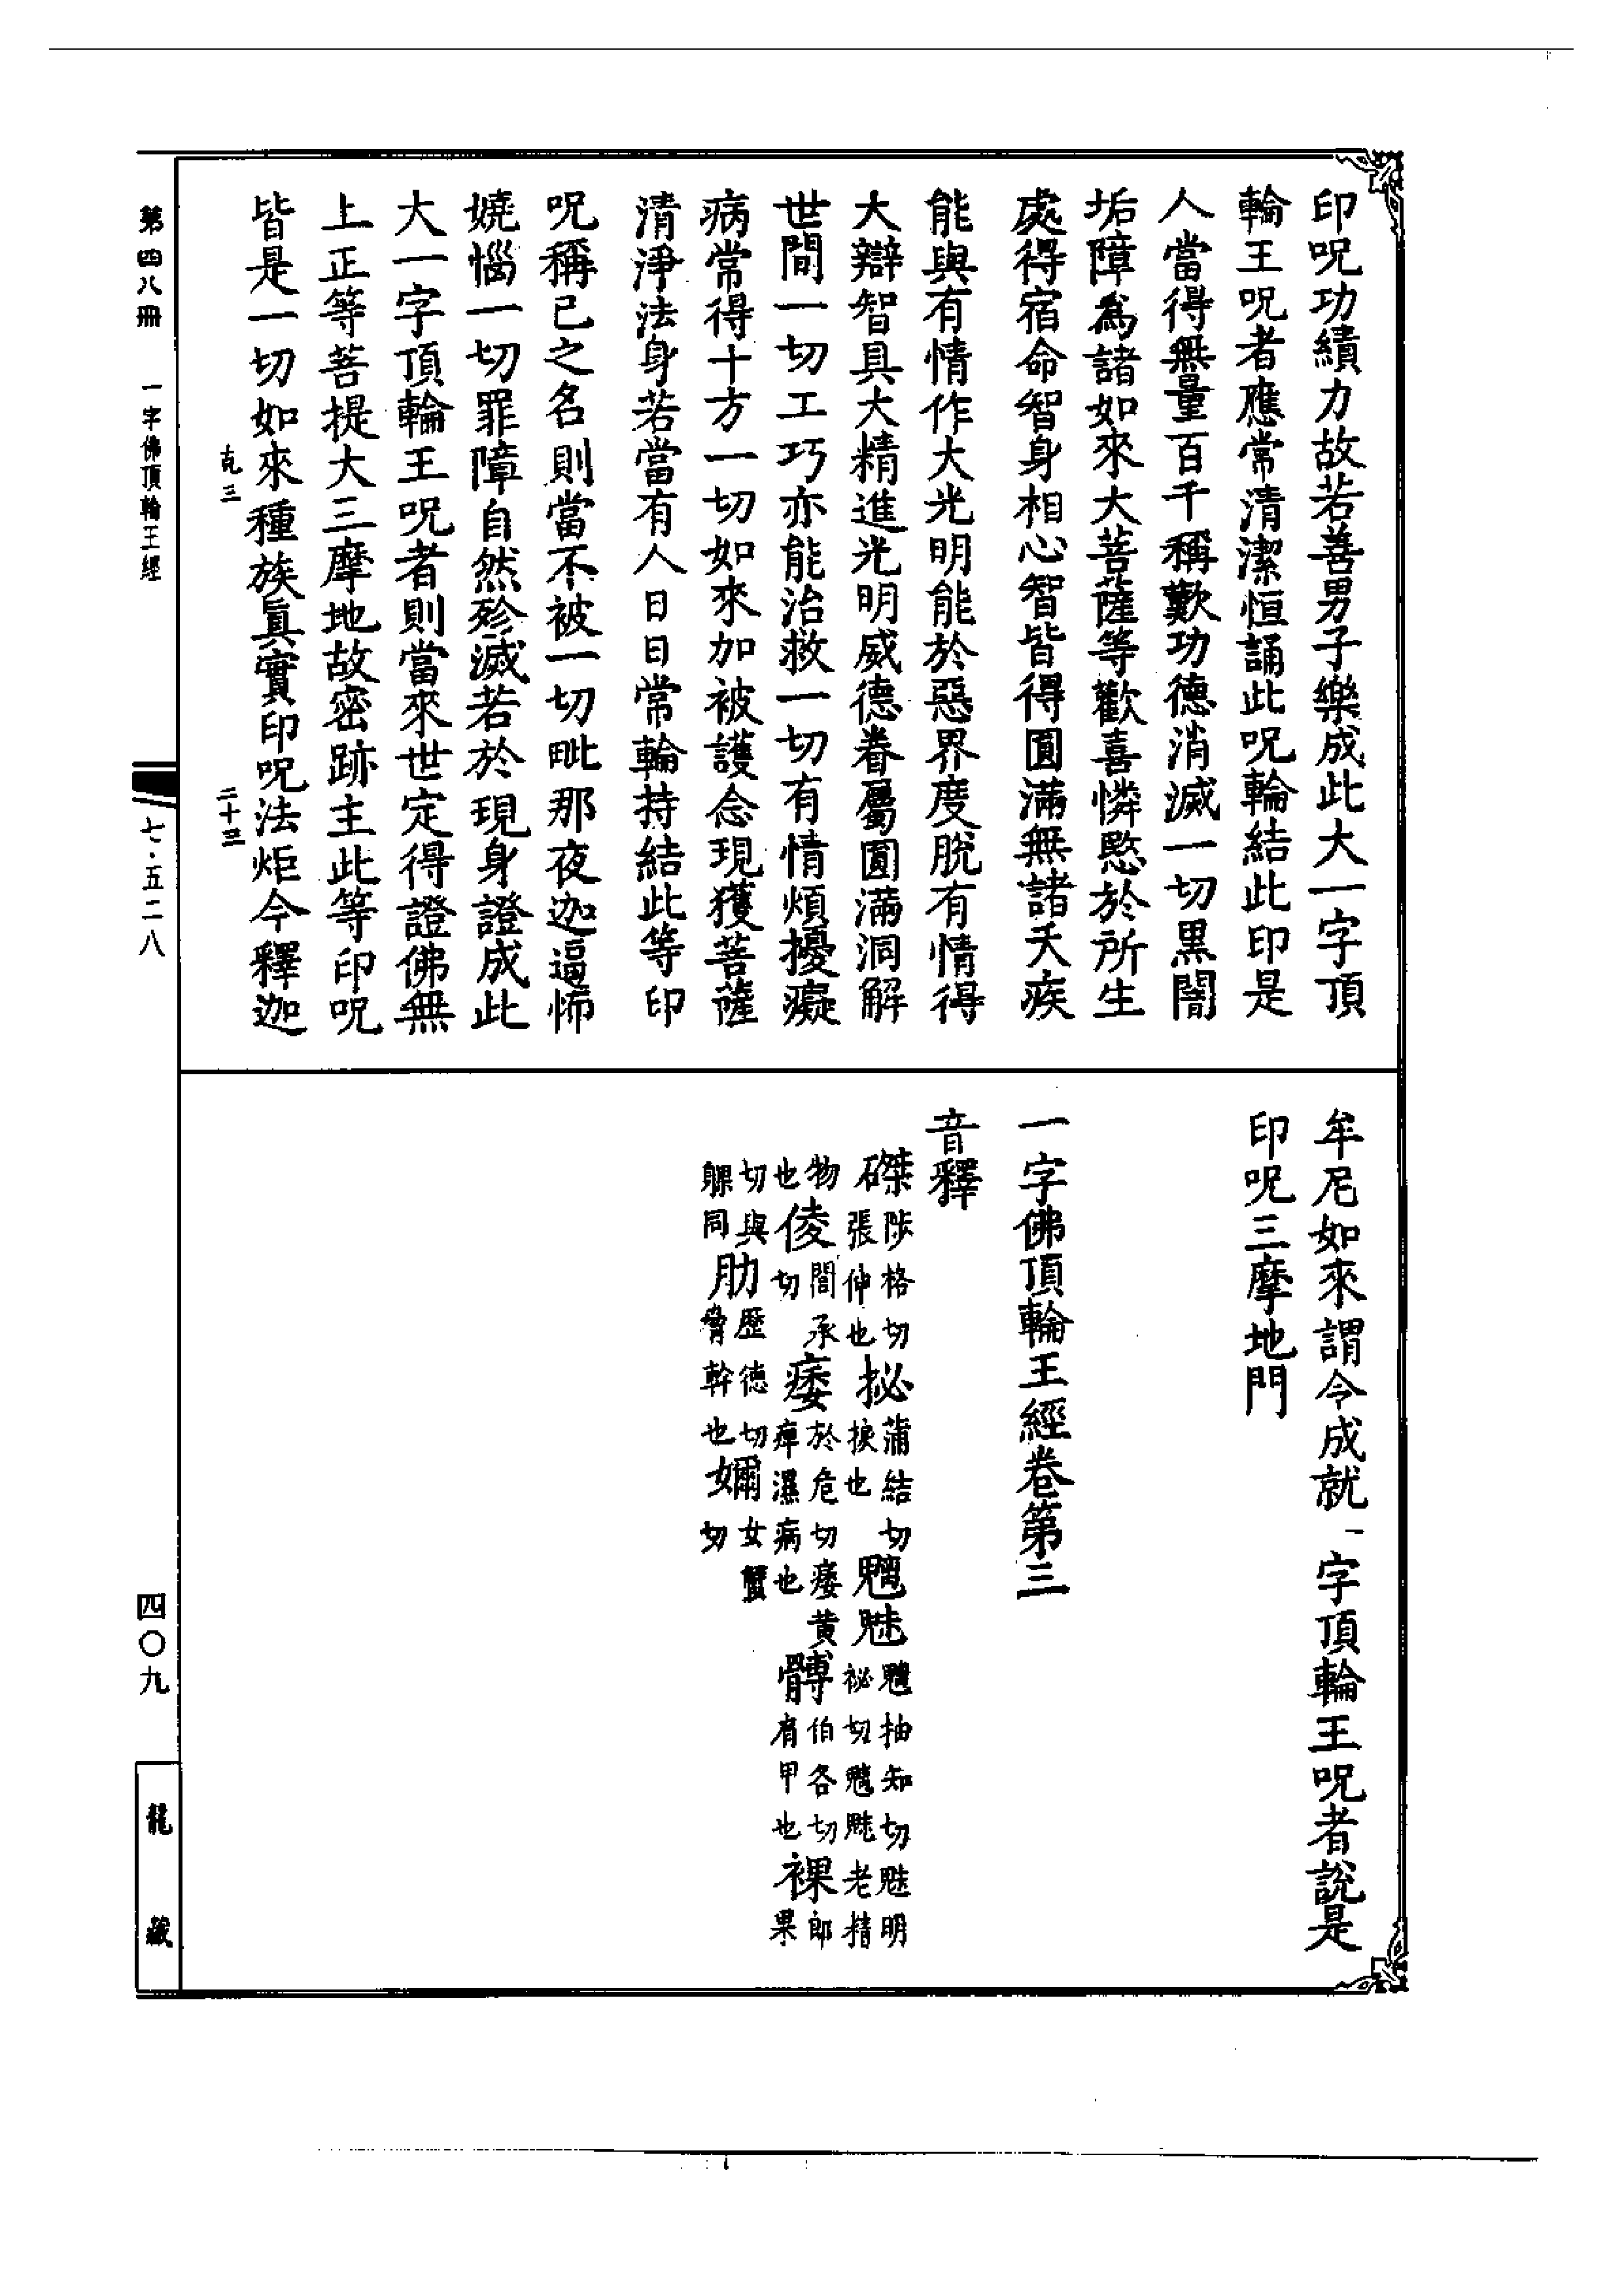 印呪功績力故若善男子樂成此大一字頂
輪王呪者應常清潔恒誦此呪輪結此印是
人當得無量百千稱歎功德消滅一切黑闇
垢障為諸如來大菩薩等歡喜憐愍於所生
處得宿命智身相心智皆得圓滿無諸夭疾
能與有情作大光明能於惡界度脫有情得
大辯智具大精進光明威德眷屬圓滿洞解
世間一切工巧亦能治救一切有情煩擾癡
病常得十方一切如來加被護念現獲菩薩
清淨法身若當有人日日常輪持結此等印
呪稱已之名則當不被一切毗那夜迦逼怖
嬈惱一切罪障自然殄滅若於現身證成此
大一字頂輪王呪者則當來世定得證佛無
上正等菩提大三摩地故密跡主此等印呪
皆是一切如來種族真實印呪法炬今釋迦
克三 二十三
牟尼如來謂令成就一字頂輪王呪者說是
印呪三摩地門
一字佛頂輪王經卷第三
音釋
磔陟格切張伸也 𢱧蒲結切捩也 魑魅魑抽知切魅明祕切魑魅老精
物也 㥄間承切 痿於危切痿黃痺濕病也 髆伯各切肩甲也 裸郎果
切與躶同 肋歷德切脅幹也 嬭女蟹切
第四八冊 一字佛頂輪王經
七·五二八
四〇九
龍藏